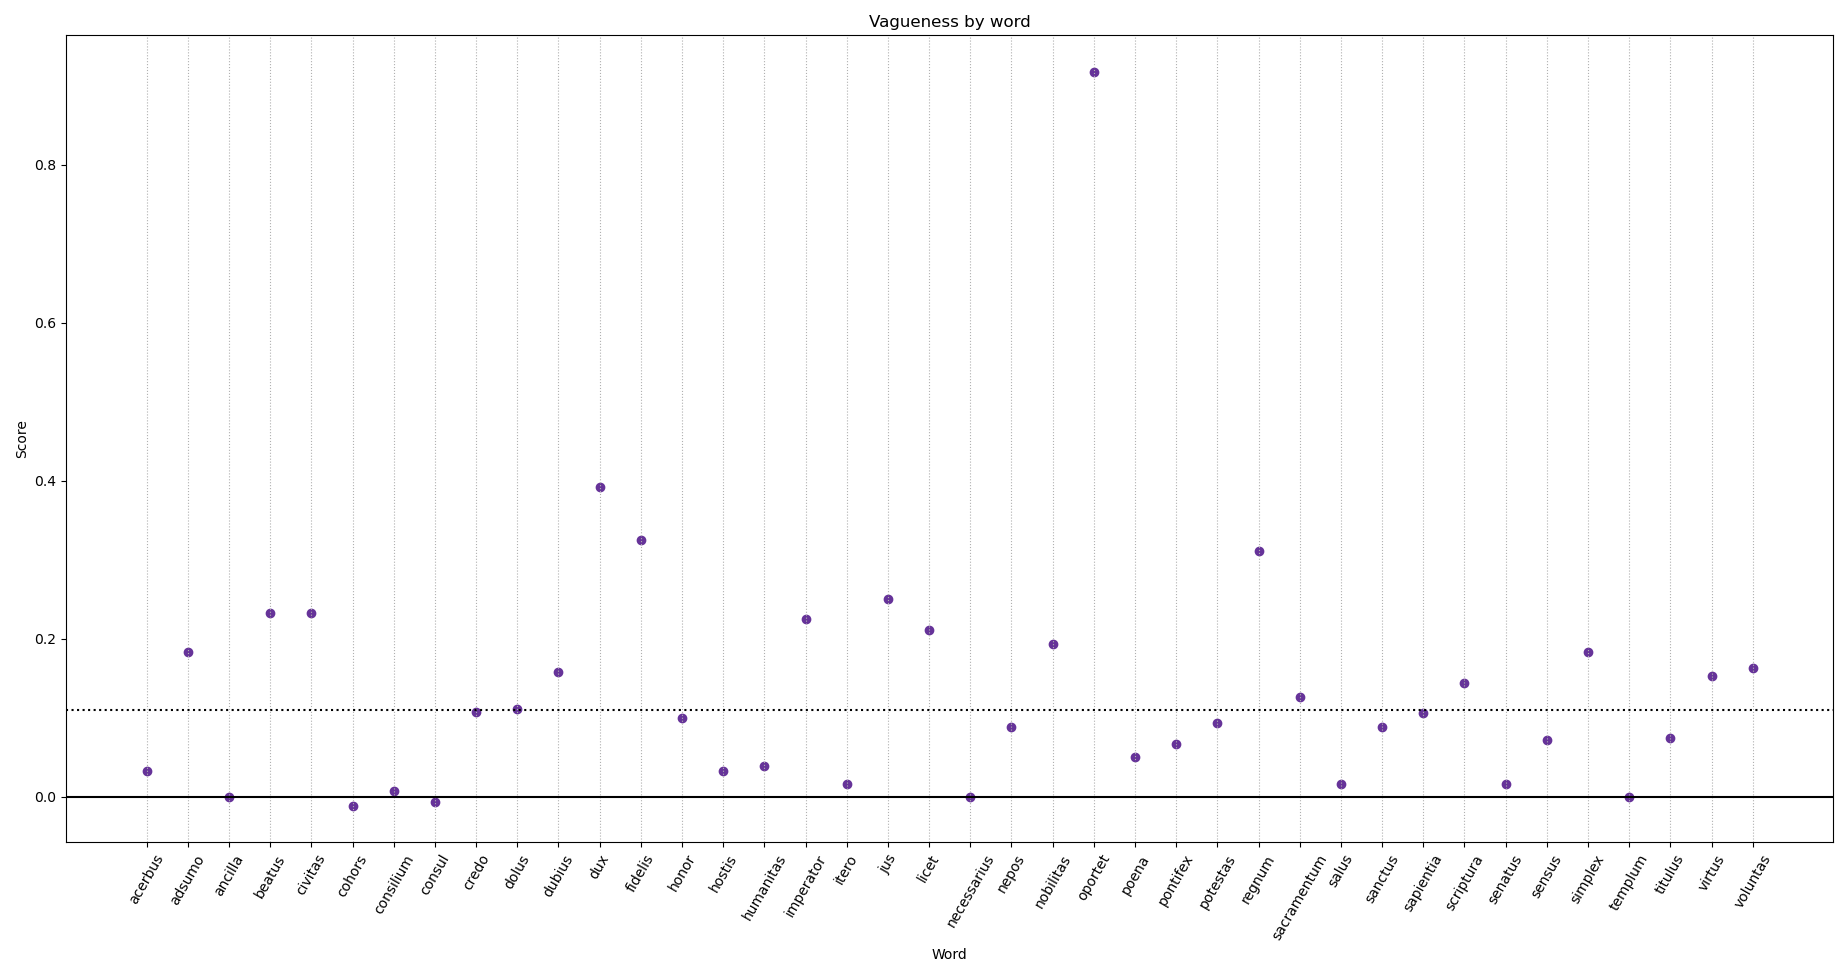 Vagueness by word
Score
0.8
0.6
0.4
0.2
0.0
acerbus
adsumo
ancilla
beatus
civitas
cohors
consilium
consul
credo
dolus
dubius
dux
fidelis
honor
hostis
humanitas
imperator
itero
jus
licet
necessarius
nepos
nobilitas
oportet
poena
pontifex
potestas
regnum
sacramentum
salus
sanctus
sapientia
scriptura
senatus
sensus
simplex
templum
titulus
virtus
voluntas
Word